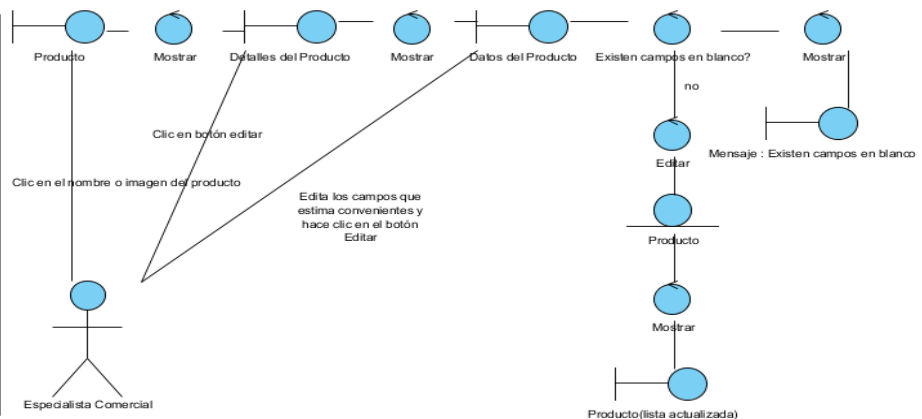 Producto
Mostrar
Detalles del Producto
Mostrar
Datos del Producto
Existen campos en blanco?
Mostrar
no
Clic en botón editar
Editar
Mensaje : Existen campos en blanco
Clic en el nombre o imagen del producto
Edita los campos que
estima convenientes y
hace clic en el botón
Editar
Producto
Mostrar
Especialista Comercial
Producto(lista actualizada)